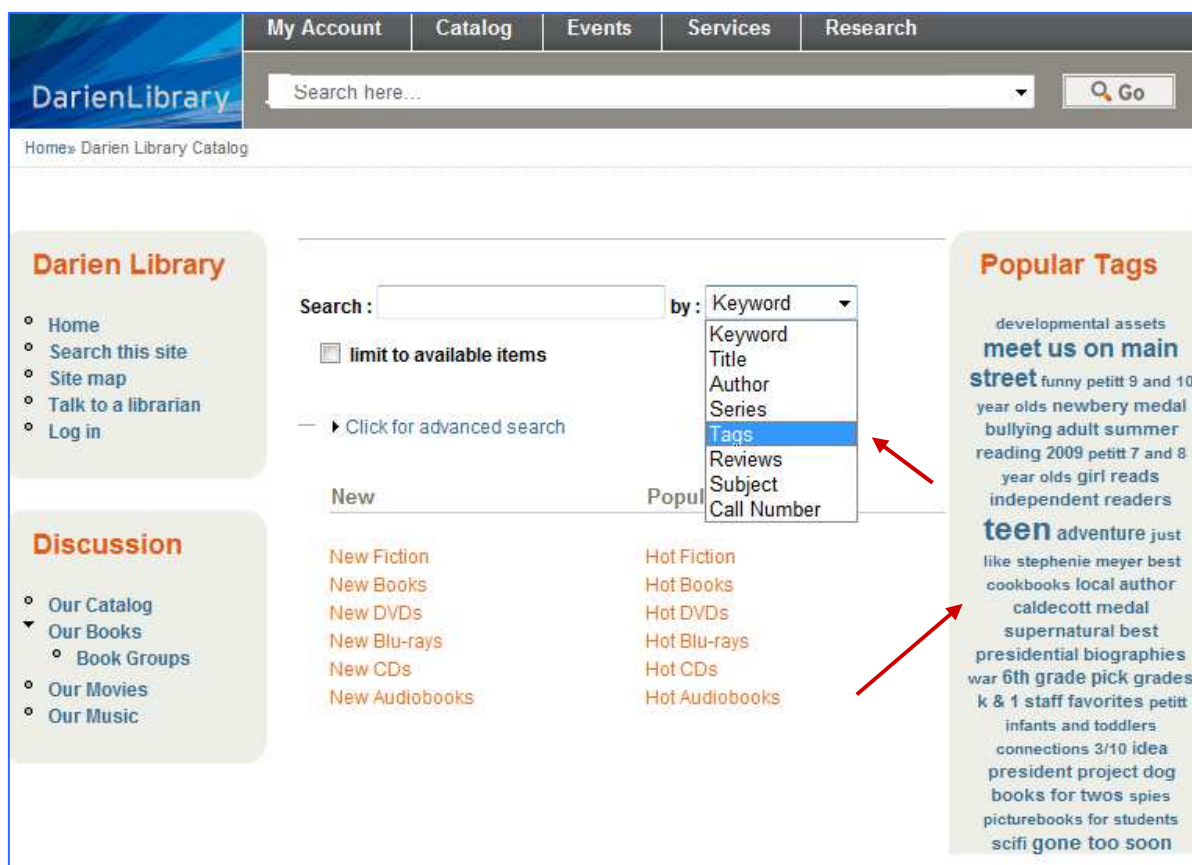 My Account Catalog Events Services Research
DarienLibrary
Search here...
Go
Home» Darien Library Catalog
Darien Library
Home
Search this site
Site map
Talk to a librarian
Log in
Discussion
Our Catalog
Our Books
Book Groups
Our Movies
Our Music
Search : by : Keyword
Keyword
Title
Author
Series
Tags
Reviews
Subject
Call Number
limit to available items
Click for advanced search
New
New Fiction
New Books
New DVDs
New Blu-rays
New CDs
New Audiobooks
Popul
Hot Fiction
Hot Books
Hot DVDs
Hot Blu-rays
Hot CDs
Hot Audiobooks
Popular Tags
developmental assets
meet us on main
street funny petitt 9 and 10
year olds newbery medal
bullying adult summer
reading 2009 petitt 7 and 8
year olds girl reads
independent readers
teen adventure just
like stephenie meyer best
cookbooks local author
caldecott medal
supernatural best
presidential biographies
war 6th grade pick grades
k & 1 staff favorites petitt
infants and toddlers
connections 3/10 idea
president project dog
books for twos spies
picturebooks for students
scifi gone too soon